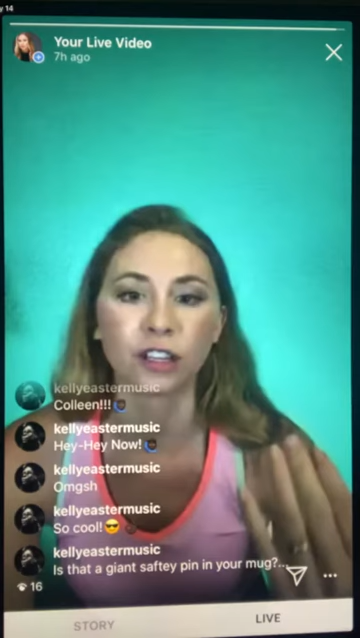 y 14
Your Live Video
7h ago
kellyeastermusic
Colleen!!!
kellyeastermusic
Hey-Hey Now!
kellyeastermusic
Omgsh
kellyeastermusic
So cool!😎
kellyeastermusic
Is that a giant saftey pin in your mug?...
16
STORY
LIVE